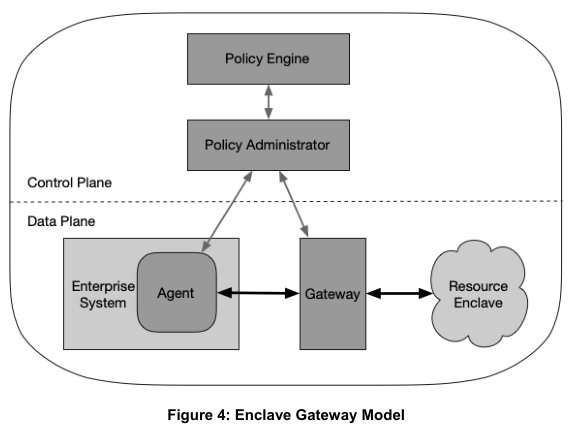 Policy Engine
Policy Administrator
Control Plane
Data Plane
Enterprise
System
Agent
Gateway
Resource
Enclave
Figure 4: Enclave Gateway Model